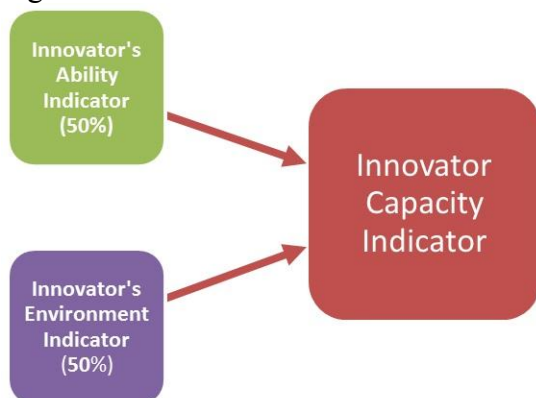 Innovator's
Ability
Indicator
(50%)
Innovator
Capacity
Indicator
Innovator's
Environment
Indicator
(50%)